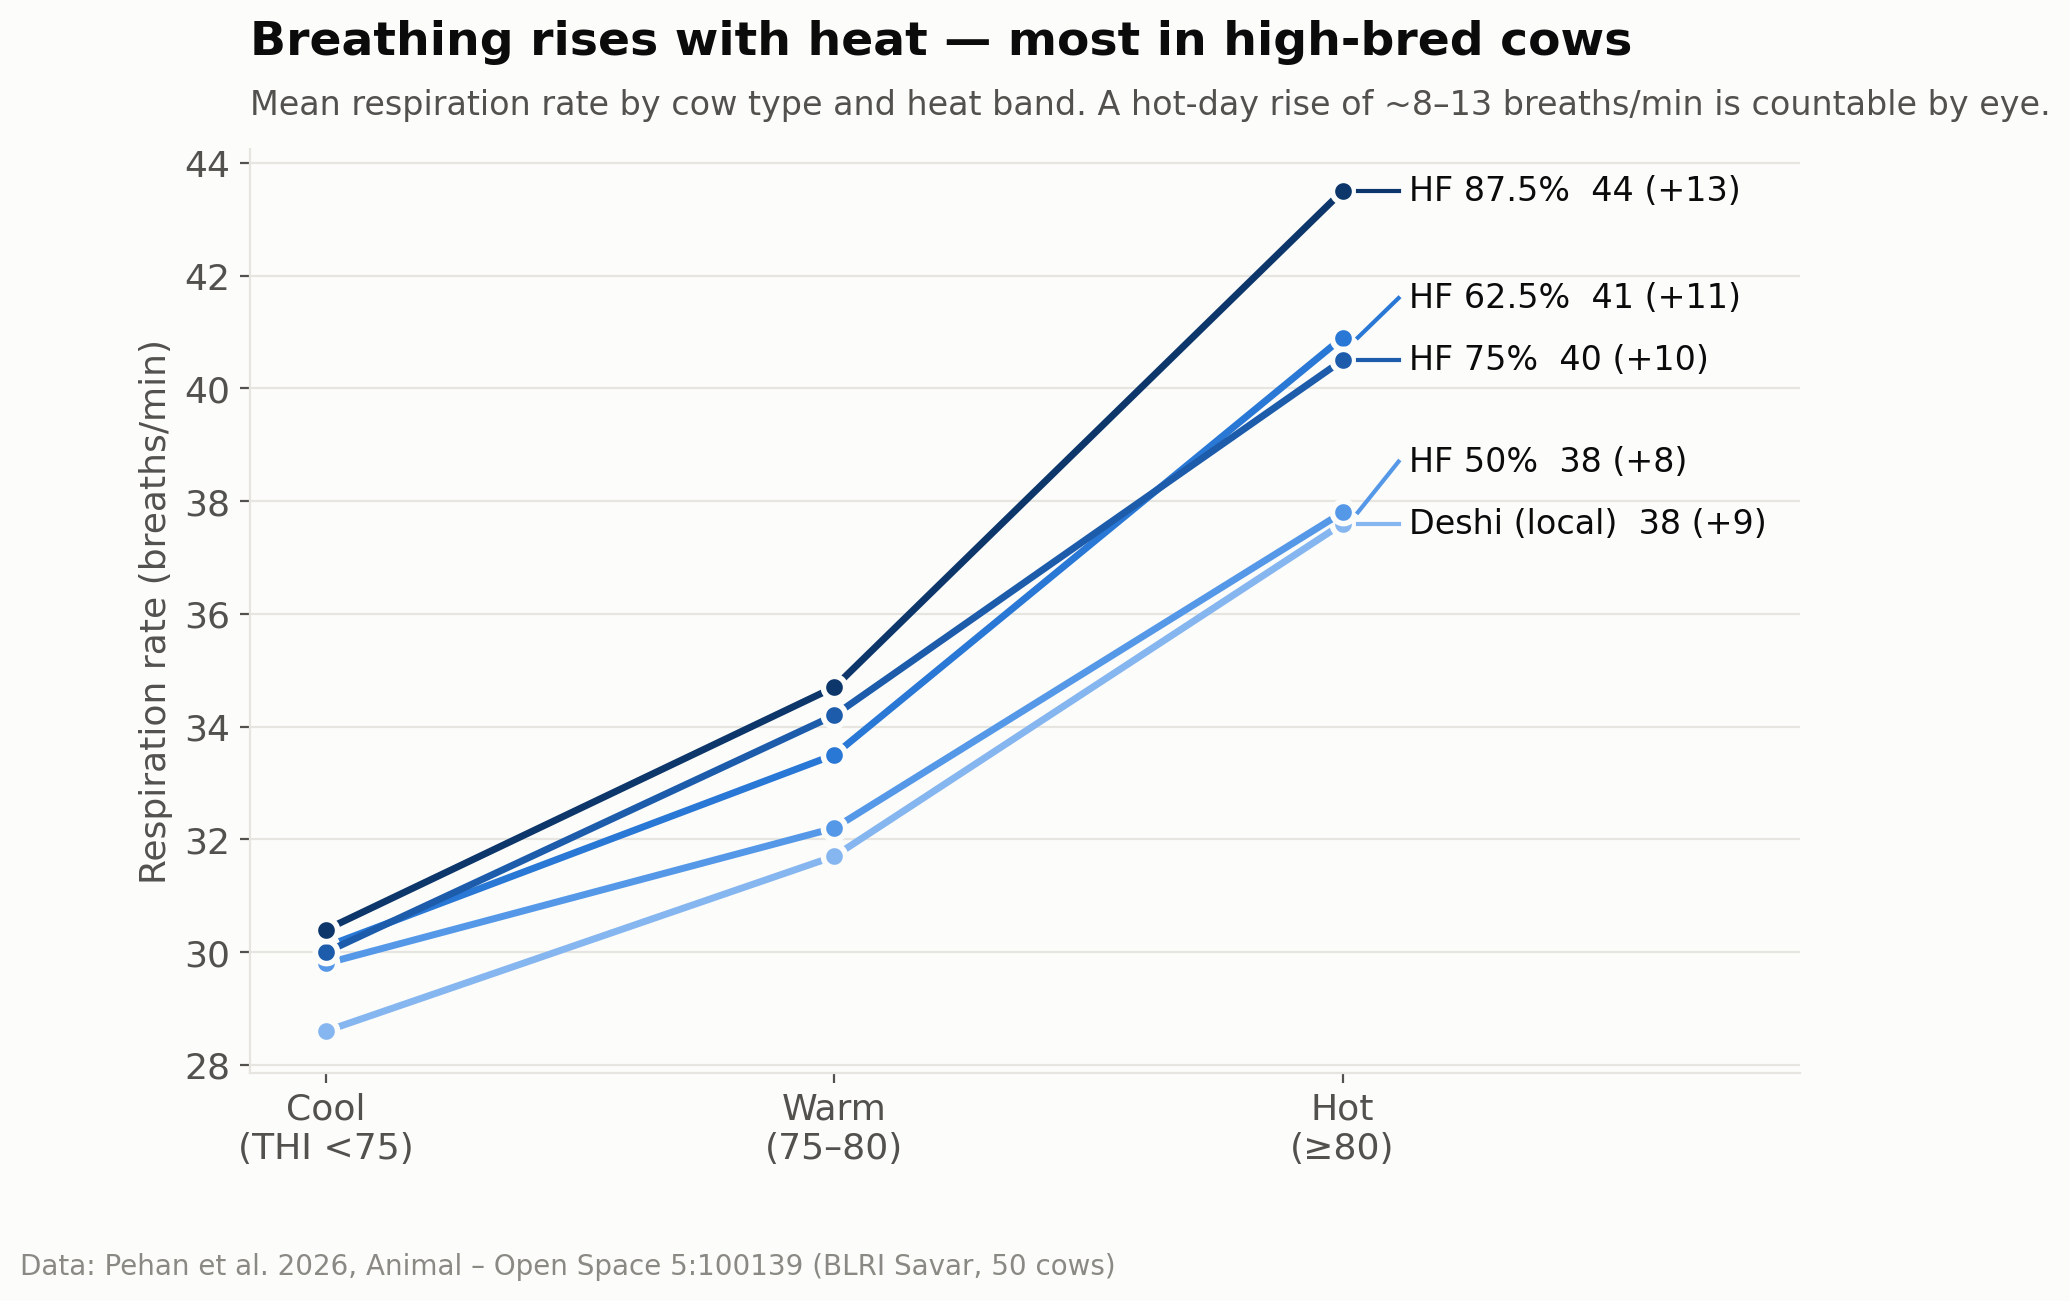 Breathing rises with heat — most in high-bred cows
Mean respiration rate by cow type and heat band. A hot-day rise of ~8–13 breaths/min is countable by eye.
Respiration rate (breaths/min)
44
42
40
38
36
34
32
30
28
HF 87.5%  44 (+13)
HF 62.5%  41 (+11)
HF 75%  40 (+10)
HF 50%  38 (+8)
Deshi (local)  38 (+9)
Cool
(THI <75)
Warm
(75–80)
Hot
(≥80)
Data: Pehan et al. 2026, Animal – Open Space 5:100139 (BLRI Savar, 50 cows)